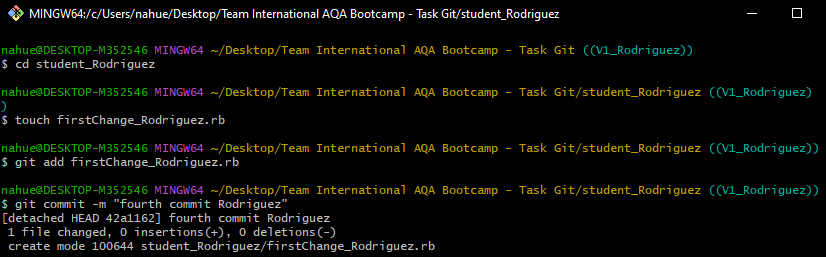 MINGW64:/c/Users/nahue/Desktop/Team International AQA Bootcamp - Task Git/student_Rodriguez
nahue@DESKTOP-M352546 MINGW64 ~/Desktop/Team International AQA Bootcamp - Task Git ((V1_Rodriguez))
$ cd student_Rodriguez
nahue@DESKTOP-M352546 MINGW64 ~/Desktop/Team International AQA Bootcamp - Task Git/student_Rodriguez ((V1_Rodriguez)
)
$ touch firstChange_Rodriguez.rb
nahue@DESKTOP-M352546 MINGW64 ~/Desktop/Team International AQA Bootcamp - Task Git/student_Rodriguez ((V1_Rodriguez))
$ git add firstChange_Rodriguez.rb
nahue@DESKTOP-M352546 MINGW64 ~/Desktop/Team International AQA Bootcamp - Task Git/student_Rodriguez ((V1_Rodriguez))
$ git commit -m "fourth commit Rodriguez"
[detached HEAD 42a1162] fourth commit Rodriguez
 1 file changed, 0 insertions(+), 0 deletions(-)
 create mode 100644 student_Rodriguez/firstChange_Rodriguez.rb